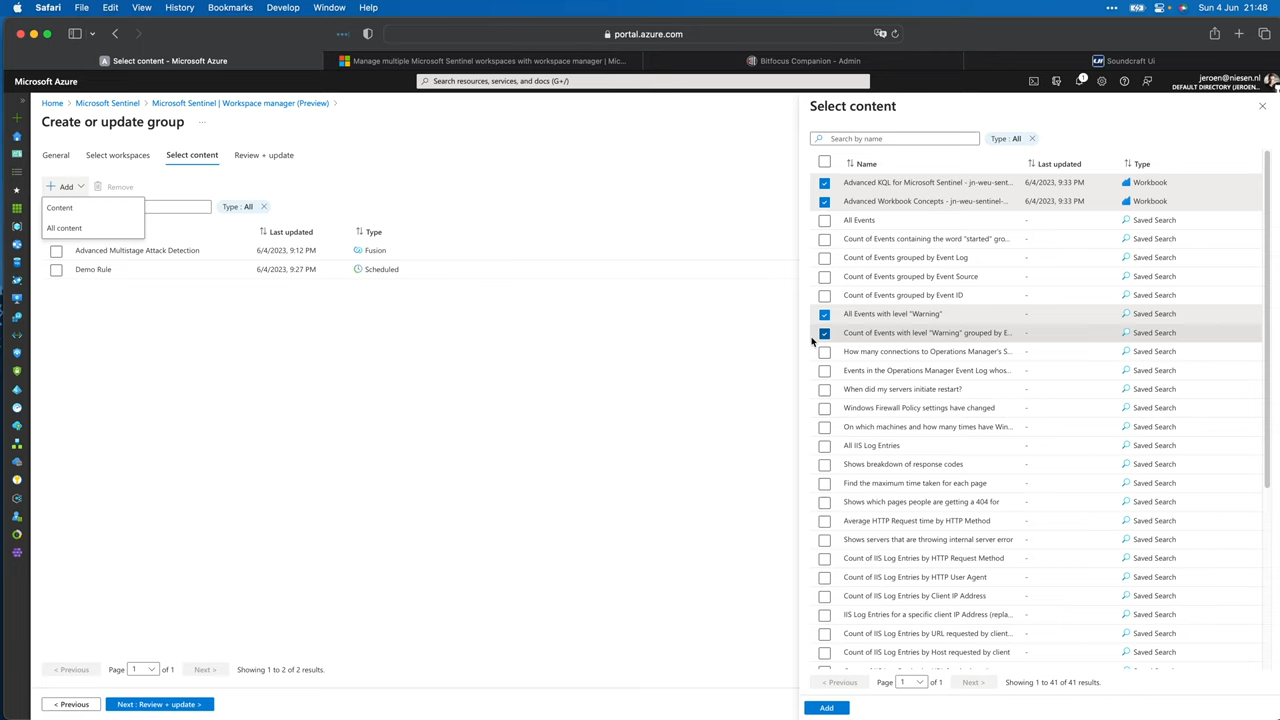 Safari File Edit View History Bookmarks Develop Window Help Sun 4 Jun 21:48
portal.azure.com
Select content - Microsoft Azure
Manage multiple Microsoft Sentinel workspaces with workspace manager | Mic...
Bitfocus Companion - Admin
Soundcraft Ui
Microsoft Azure
Search resources, services, and docs (G+/)
1
jeroen@niesen.nl
DEFAULT DIRECTORY (JEROEN...
Home > Microsoft Sentinel > Microsoft Sentinel | Workspace manager (Preview) >
Create or update group ...
General Select workspaces Select content Review + update
Add Remove
Content
All content
Type : All
Last updated Type
Advanced Multistage Attack Detection 6/4/2023, 9:12 PM Fusion
Demo Rule 6/4/2023, 9:27 PM Scheduled
< Previous Page 1 of 1 Next > Showing 1 to 2 of 2 results.
< Previous Next : Review + update >
Select content
Search by name Type : All
Name Last updated Type
Advanced KQL for Microsoft Sentinel - jn-weu-sent... 6/4/2023, 9:33 PM Workbook
Advanced Workbook Concepts - jn-weu-sentinel-... 6/4/2023, 9:33 PM Workbook
All Events - Saved Search
Count of Events containing the word "started" gro... - Saved Search
Count of Events grouped by Event Log - Saved Search
Count of Events grouped by Event Source - Saved Search
Count of Events grouped by Event ID - Saved Search
All Events with level "Warning" - Saved Search
Count of Events with level "Warning" grouped by E... - Saved Search
How many connections to Operations Manager's S... - Saved Search
Events in the Operations Manager Event Log whos... - Saved Search
When did my servers initiate restart? - Saved Search
Windows Firewall Policy settings have changed - Saved Search
On which machines and how many times have Win... - Saved Search
All IIS Log Entries - Saved Search
Shows breakdown of response codes - Saved Search
Find the maximum time taken for each page - Saved Search
Shows which pages people are getting a 404 for - Saved Search
Average HTTP Request time by HTTP Method - Saved Search
Shows servers that are throwing internal server error - Saved Search
Count of IIS Log Entries by HTTP Request Method - Saved Search
Count of IIS Log Entries by HTTP User Agent - Saved Search
Count of IIS Log Entries by Client IP Address - Saved Search
IIS Log Entries for a specific client IP Address (repla... - Saved Search
Count of IIS Log Entries by URL requested by client... - Saved Search
Count of IIS Log Entries by Host requested by client - Saved Search
< Previous Page 1 of 1 Next > Showing 1 to 41 of 41 results.
Add